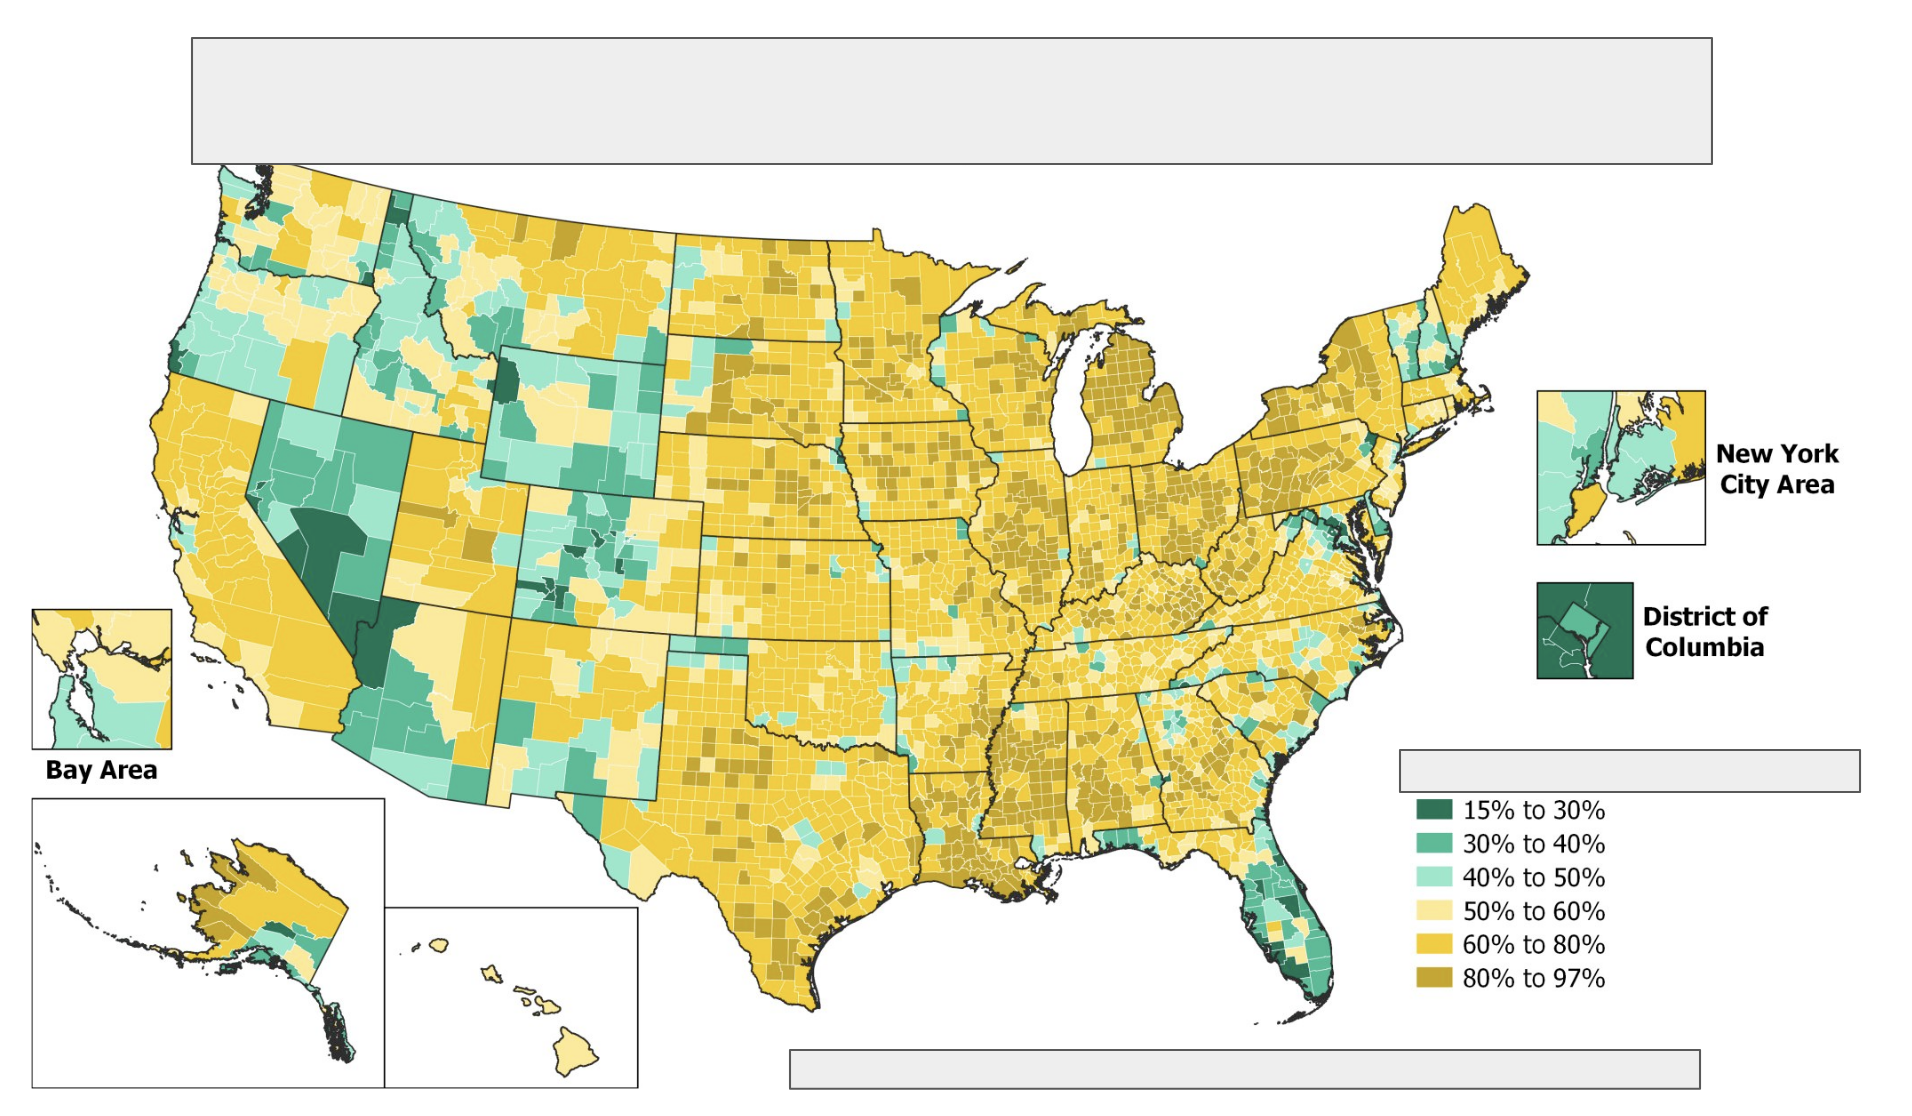 New York
City Area
District of
Columbia
Bay Area
15% to 30%
30% to 40%
40% to 50%
50% to 60%
60% to 80%
80% to 97%